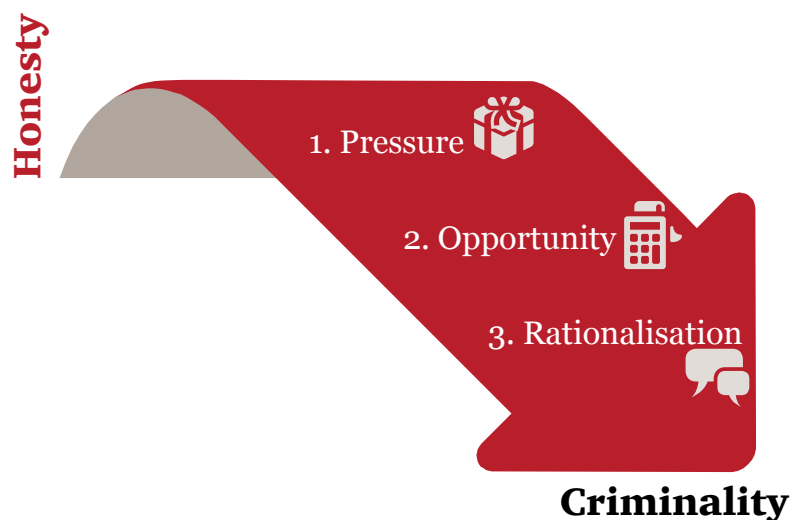 Honesty
1. Pressure
2. Opportunity
3. Rationalisation
Criminality